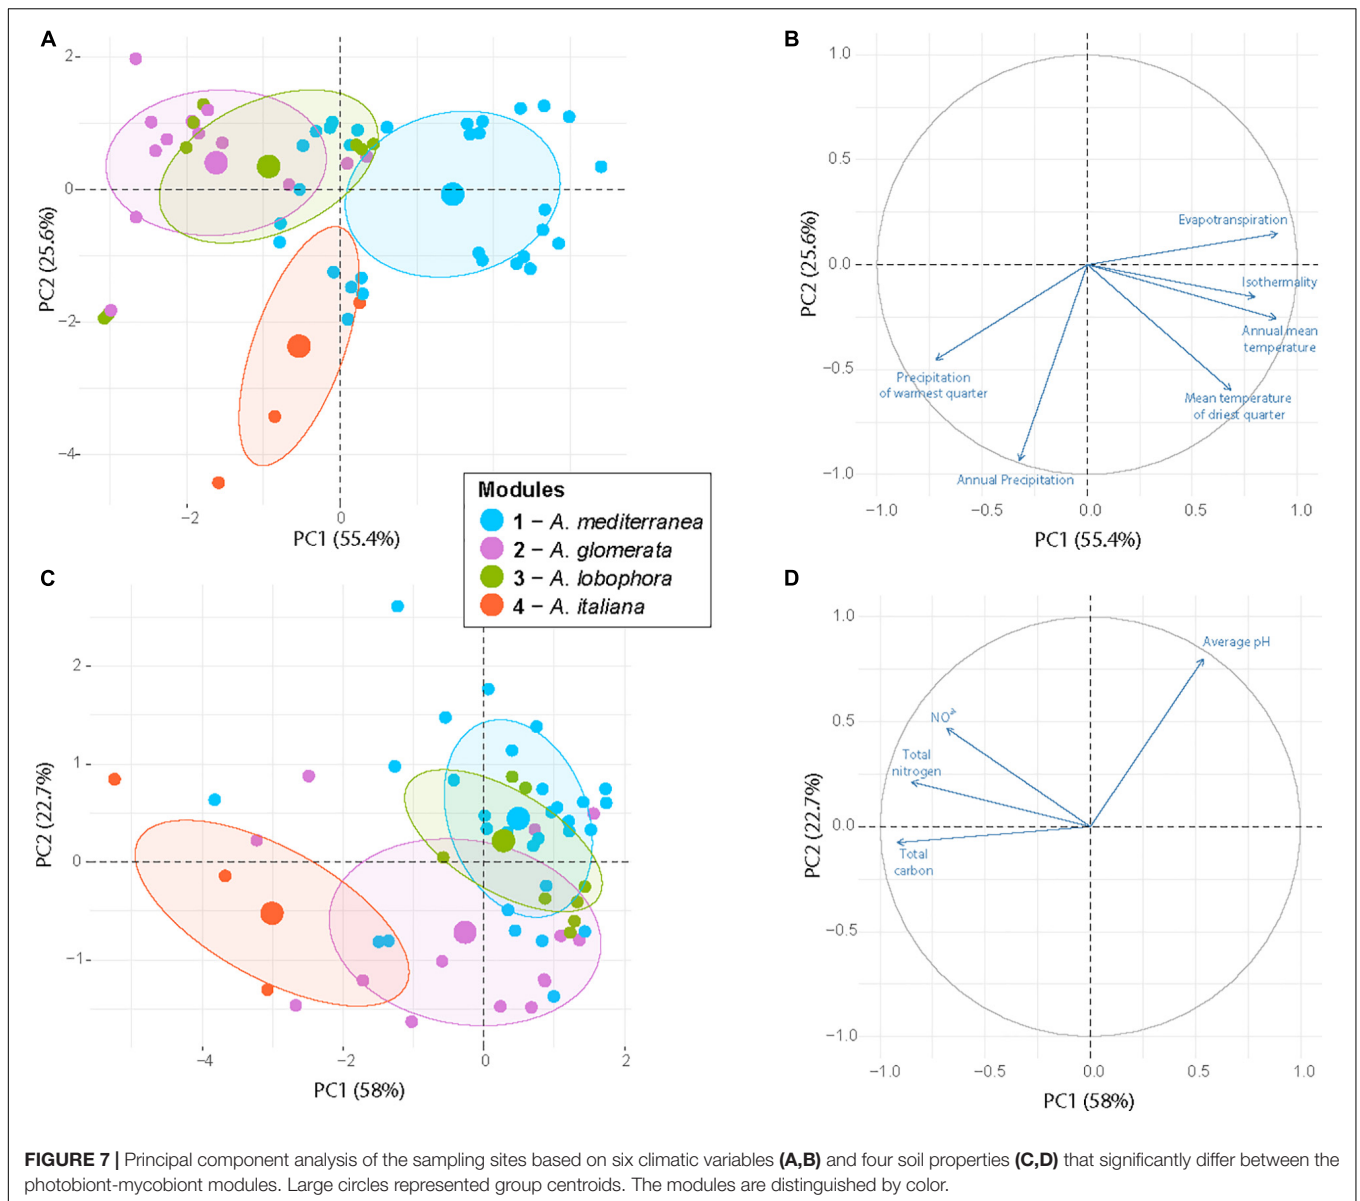 A
2
0
−2
−4
PC2 (25.6%)
−2
0
PC1 (55.4%)
B
1.0
0.5
0.0
−0.5
−1.0
PC2 (25.6%)
Evapotranspiration
Isothermality
Annual mean
temperature
Mean temperature
of driest quarter
Precipitation
of warmest quarter
Annual Precipitation
−1.0
−0.5
0.0
0.5
1.0
PC1 (55.4%)
Modules
1 − A. mediterranea
2 − A. glomerata
3 − A. lobophora
4 − A. italiana
C
2
1
0
−1
PC2 (22.7%)
−4
−2
0
2
PC1 (58%)
D
1.0
0.5
0.0
−0.5
−1.0
PC2 (22.7%)
Average pH
Total
nitrogen
Total
carbon
−1.0
−0.5
0.0
0.5
1.0
PC1 (58%)
FIGURE 7 | Principal component analysis of the sampling sites based on six climatic variables (A,B) and four soil properties (C,D) that significantly differ between the
photobiont-mycobiont modules. Large circles represented group centroids. The modules are distinguished by color.